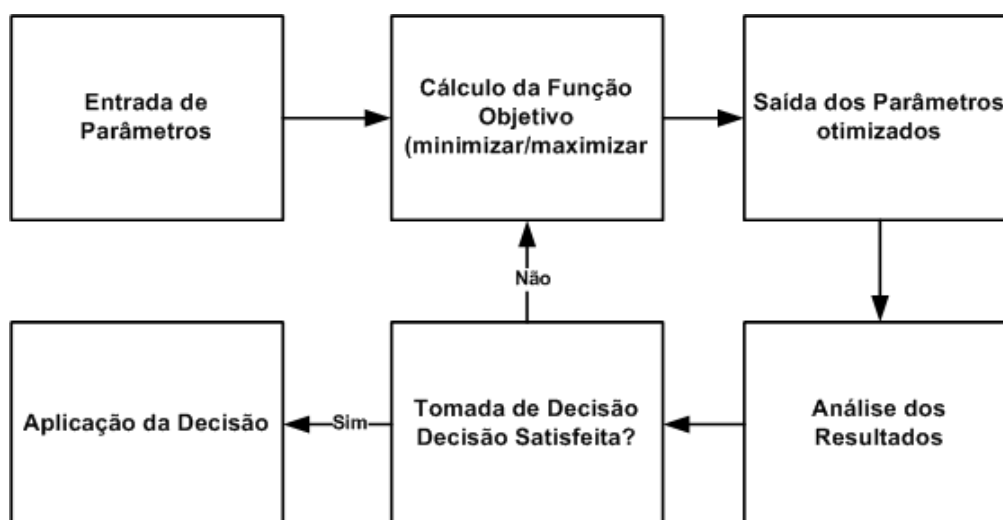 Entrada de
Parâmetros
Cálculo da Função
Objetivo
(minimizar/maximizar
Saída dos Parâmetros
otimizados
Não
Aplicação da Decisão
Sim
Tomada de Decisão
Decisão Satisfeita?
Análise dos
Resultados